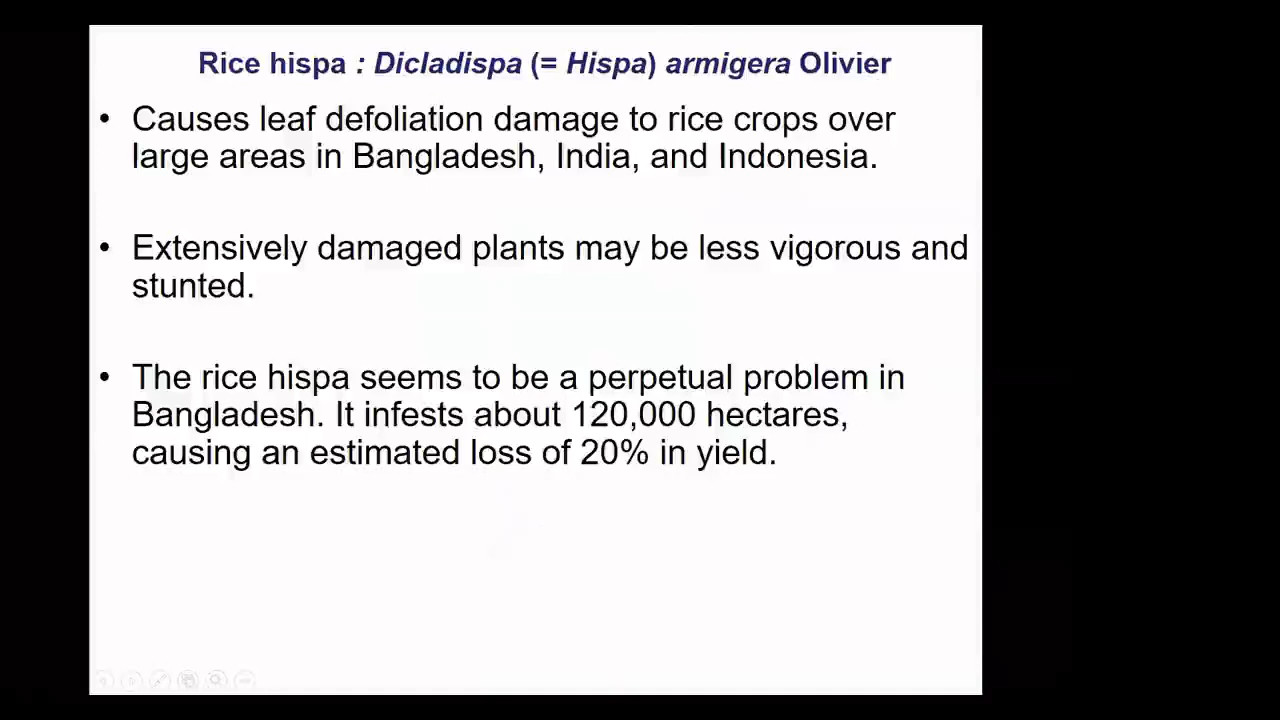 Rice hispa : Dicladispa (= Hispa) armigera Olivier
• Causes leaf defoliation damage to rice crops over
large areas in Bangladesh, India, and Indonesia.
• Extensively damaged plants may be less vigorous and
stunted.
• The rice hispa seems to be a perpetual problem in
Bangladesh. It infests about 120,000 hectares,
causing an estimated loss of 20% in yield.